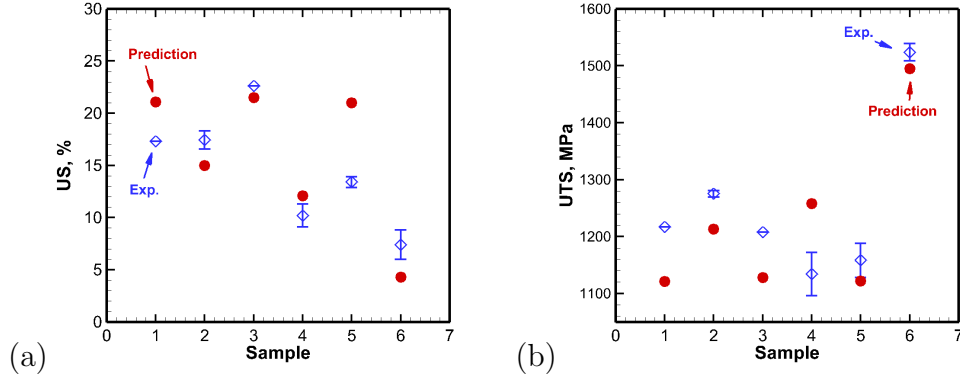 30
25
20
15
10
5
0
US, %
Prediction
Exp.
0 1 2 3 4 5 6 7
Sample
(a)
1600
1500
1400
1300
1200
1100
UTS, MPa
Exp.
Prediction
0 1 2 3 4 5 6 7
Sample
(b)